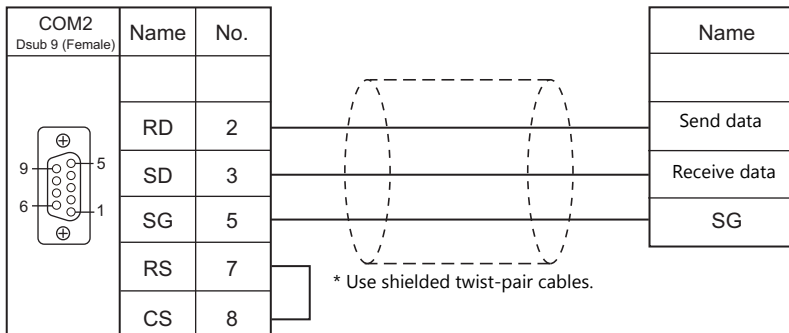 COM2
Dsub 9 (Female)
Name No.
Name
RD 2
Send data
9 5
SD 3
Receive data
6 1
SG 5
SG
RS 7
* Use shielded twist-pair cables.
CS 8